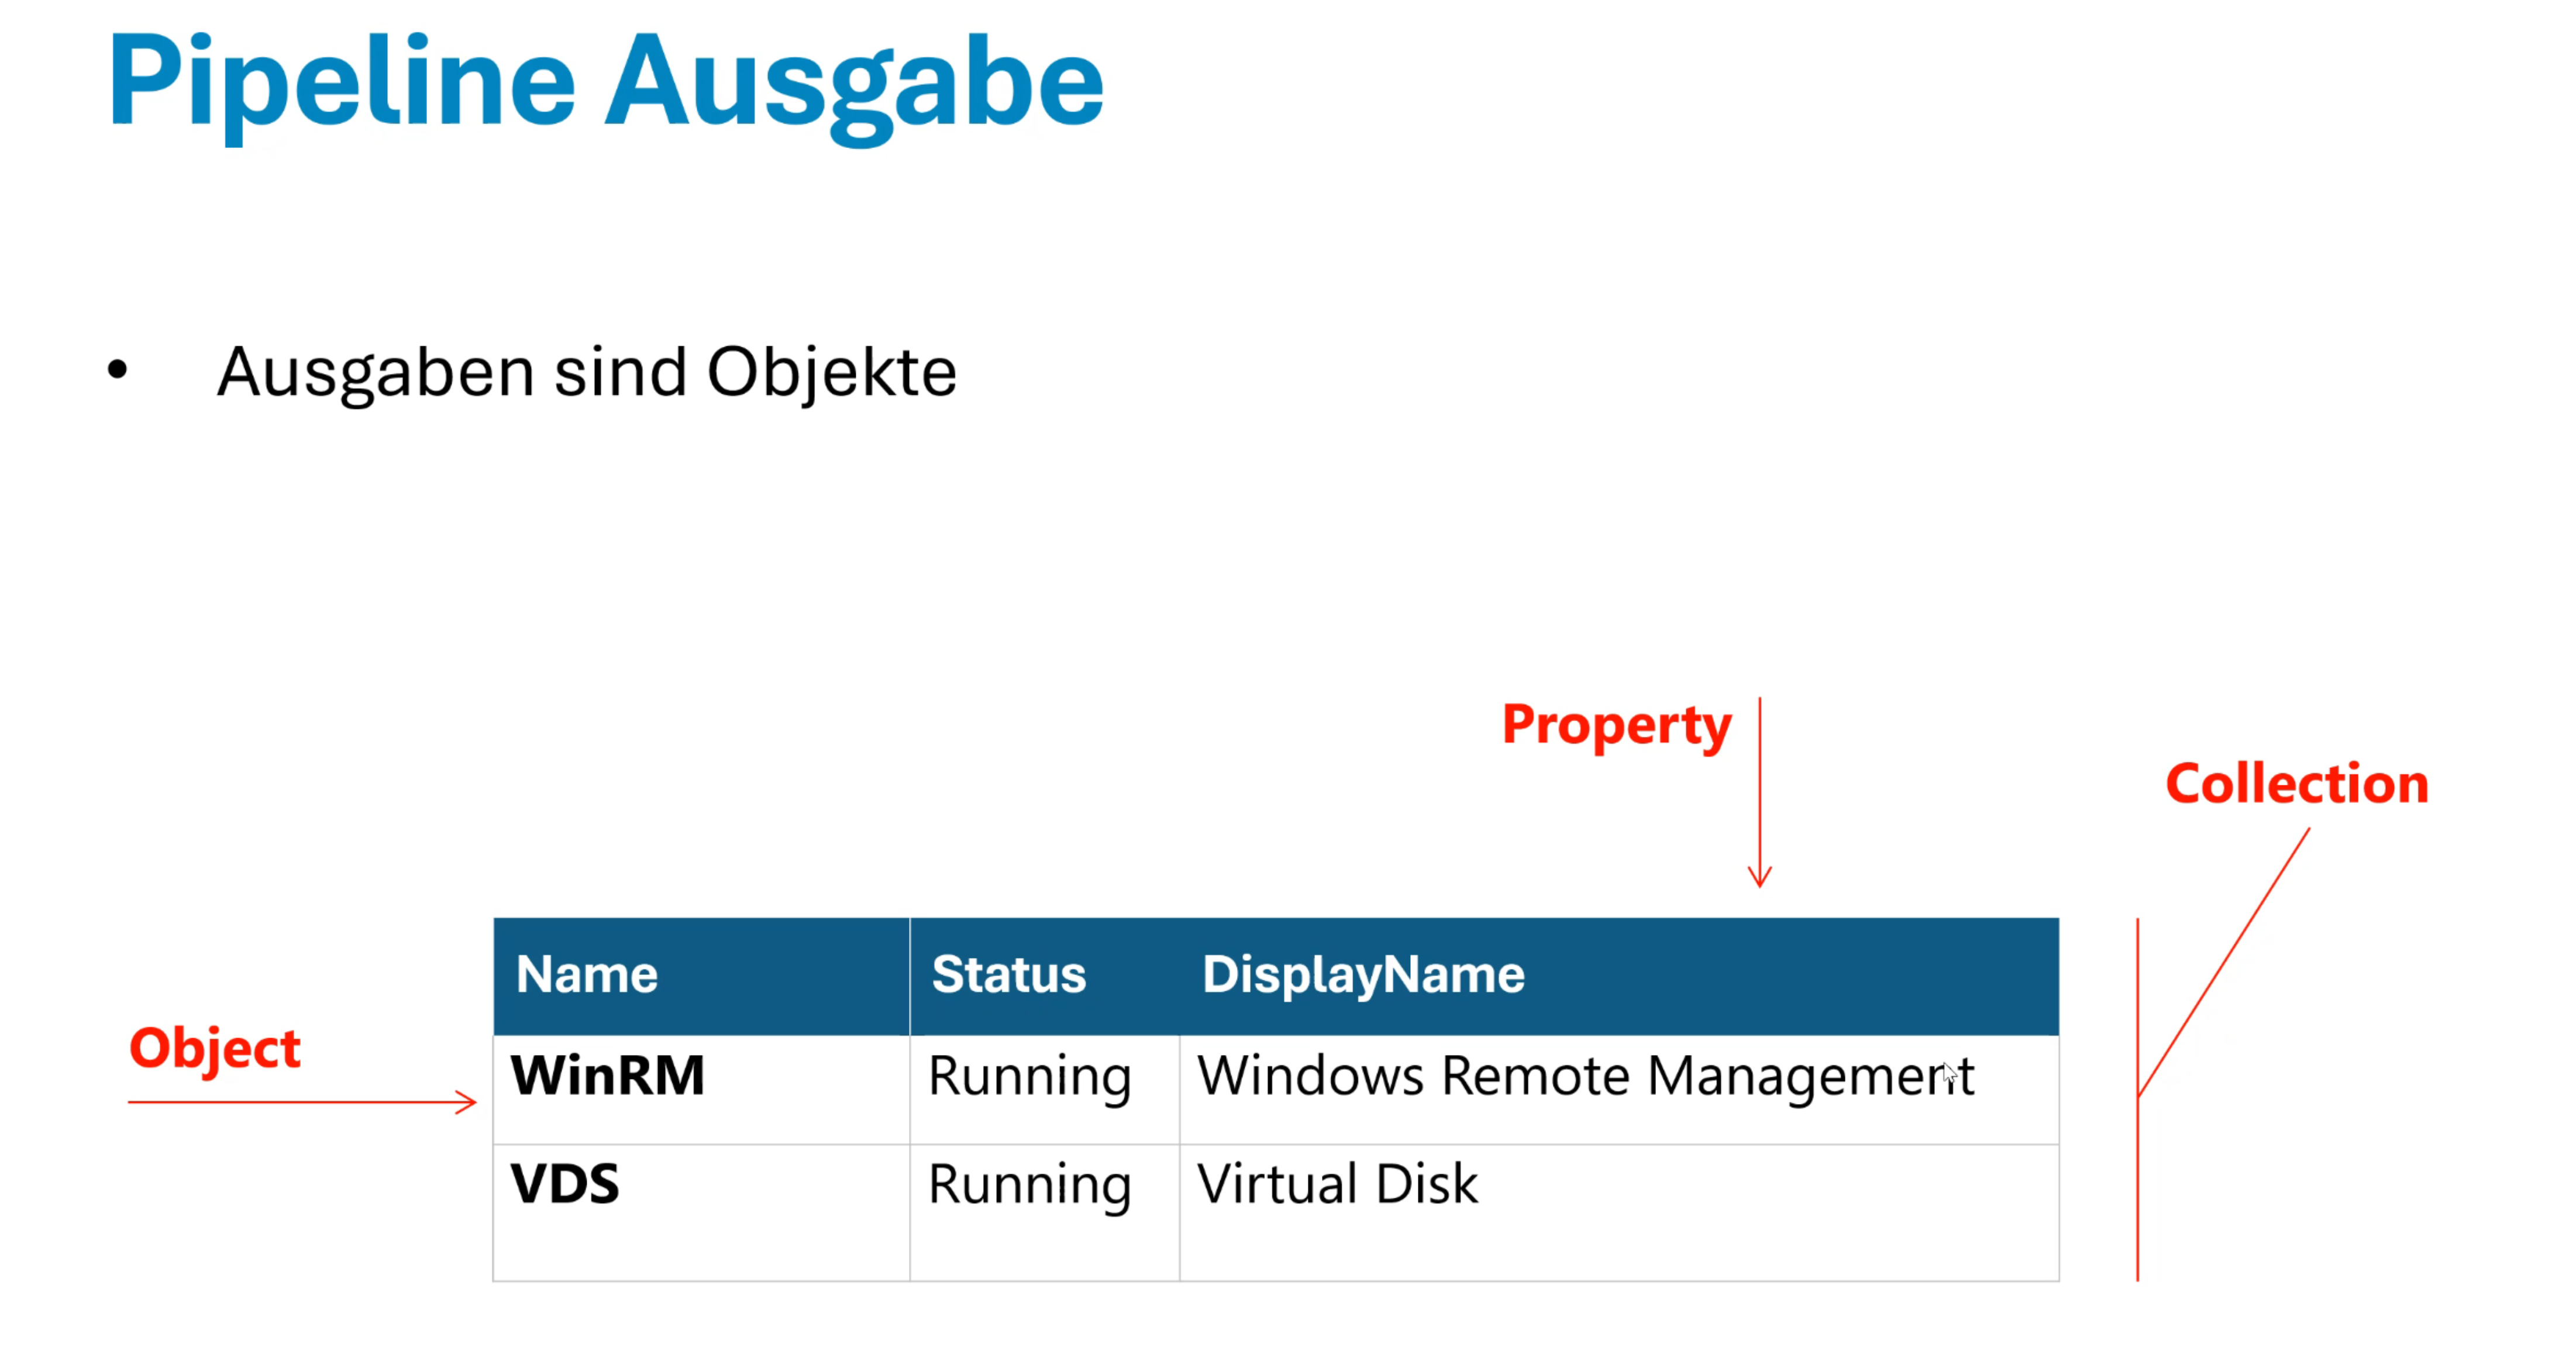 Pipeline Ausgabe
• Ausgaben sind Objekte
Property
Collection
Name Status DisplayName
Object
WinRM Running Windows Remote Management
VDS Running Virtual Disk